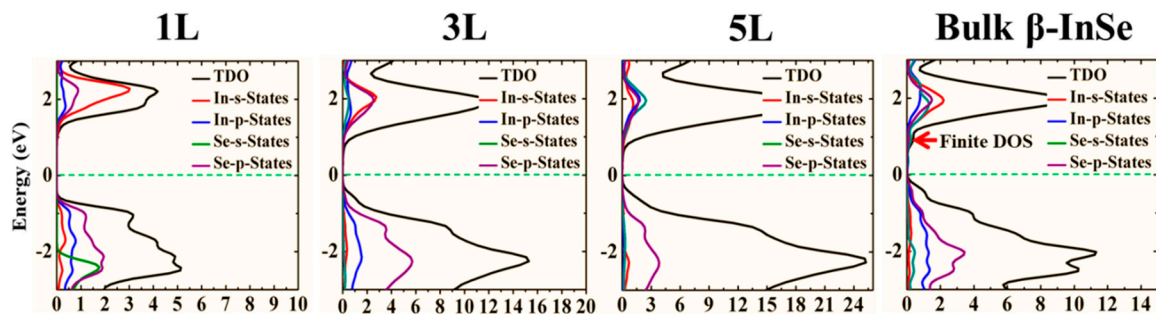 1L
3L
5L
Bulk β-InSe
Energy (eV)
2
0
-2
TDO
In-s-States
In-p-States
Se-s-States
Se-p-States
0 1 2 3 4 5 6 7 8 9 10
2
0
-2
TDO
In-s-States
In-p-States
Se-s-States
Se-p-States
0 2 4 6 8 10 12 14 16 18 20
2
0
-2
TDO
In-s-States
In-p-States
Se-s-States
Se-p-States
0 3 6 9 12 15 18 21 24
2
0
-2
TDO
In-s-States
In-p-States
Finite DOS
Se-s-States
Se-p-States
0 2 4 6 8 10 12 14